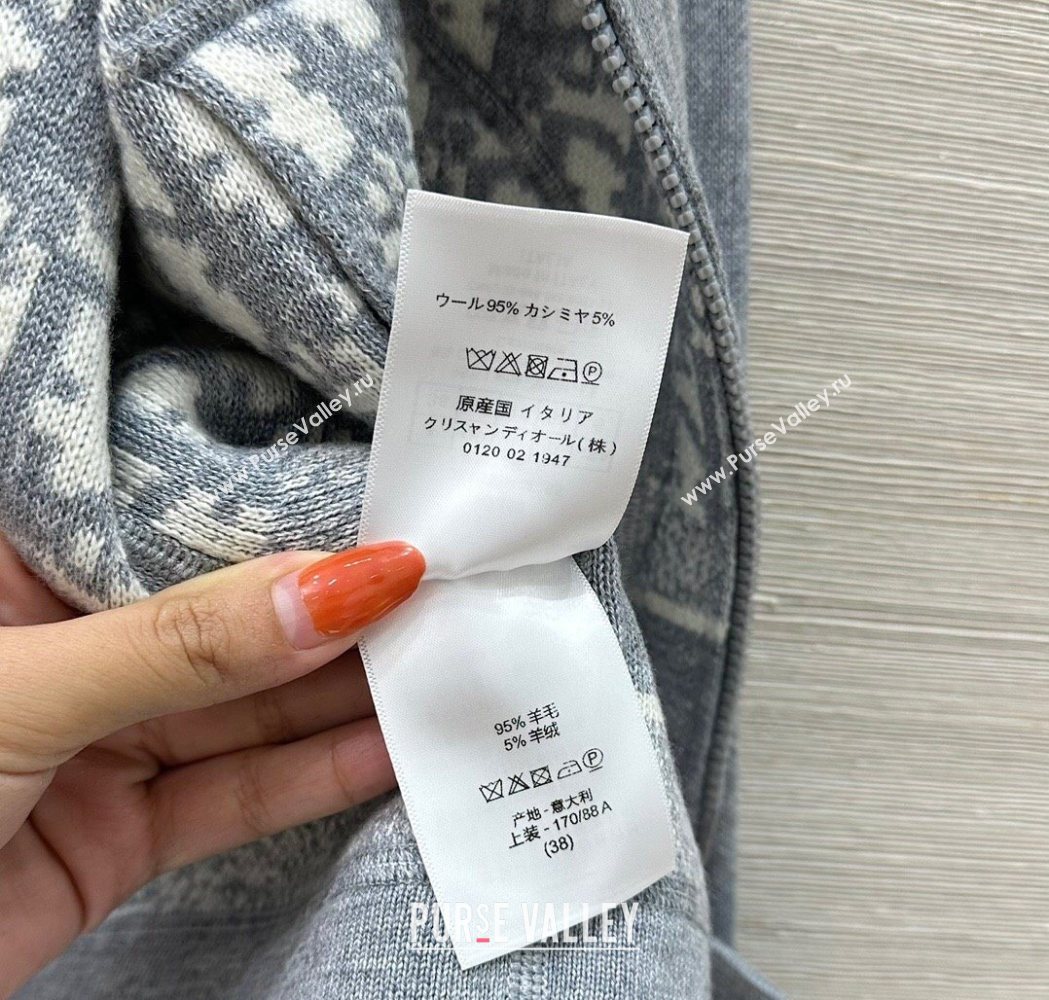 ウール95% カシミヤ5%
P
原産国 イタリア
クリスャンディオール(株)
0120 02 1947
www.PurseValley.ru
www.PurseValley.ru
95% 羊毛
5% 羊绒
P
产地 - 意大利
上装 - 170/88 A
(38)
PURSE VALLEY